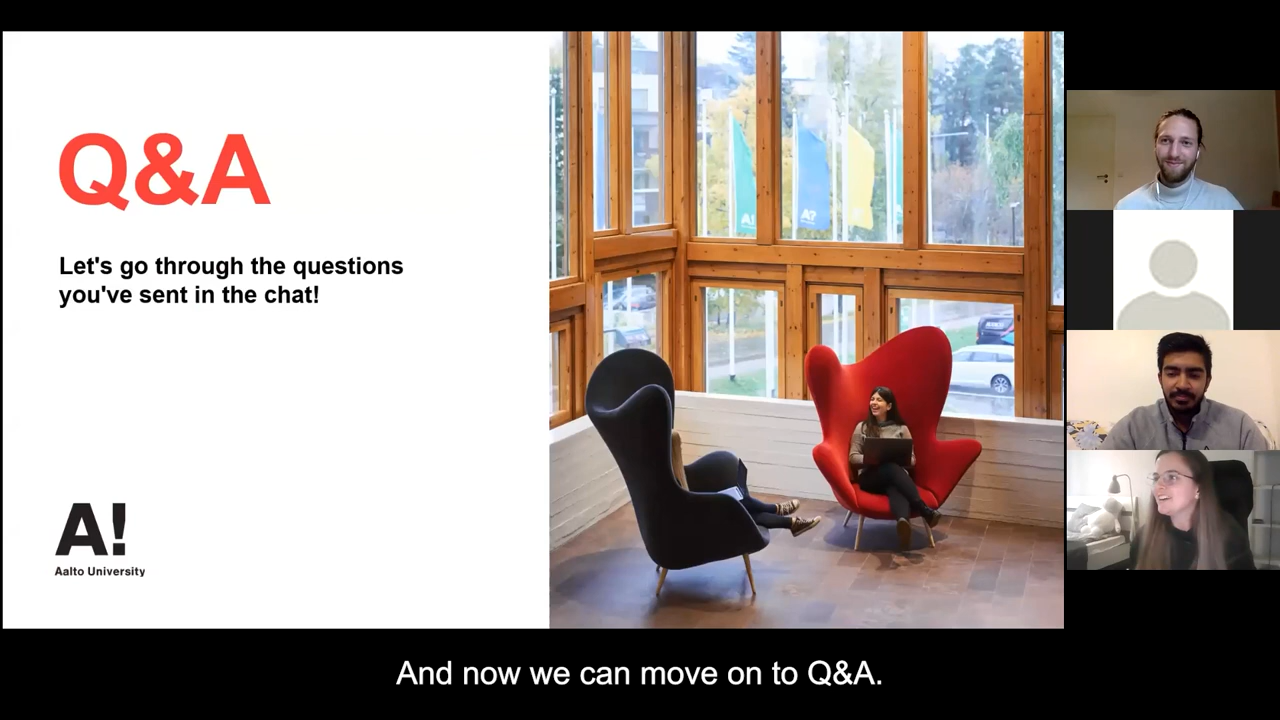 Q&A
Let's go through the questions
you've sent in the chat!
A!
Aalto University
A!
A?
And now we can move on to Q&A.